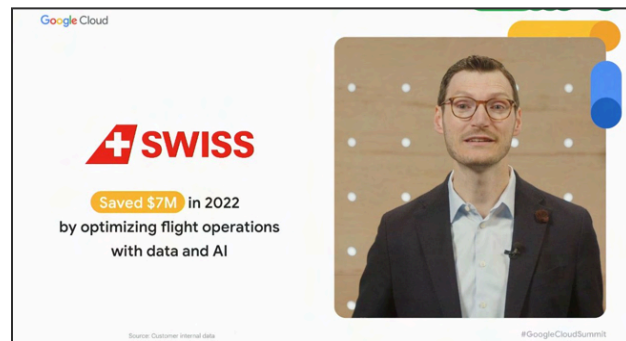 Google Cloud
SWISS
Saved $7M in 2022
by optimizing flight operations
with data and AI
Source: Customer internal data
#GoogleCloudSummit